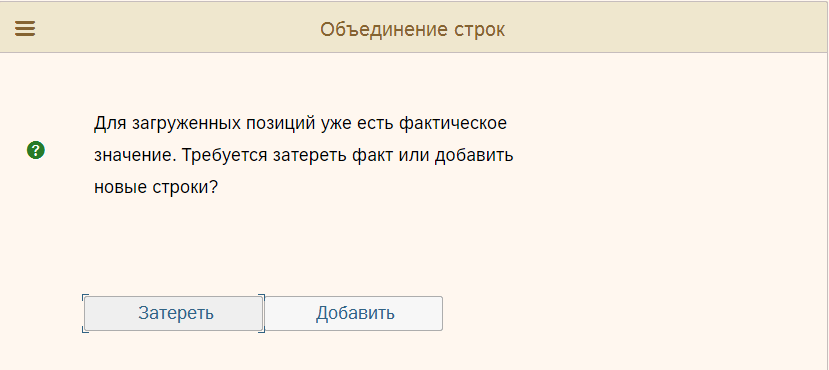 Объединение строк
Для загруженных позиций уже есть фактическое
значение. Требуется затереть факт или добавить
новые строки?
Затереть
Добавить